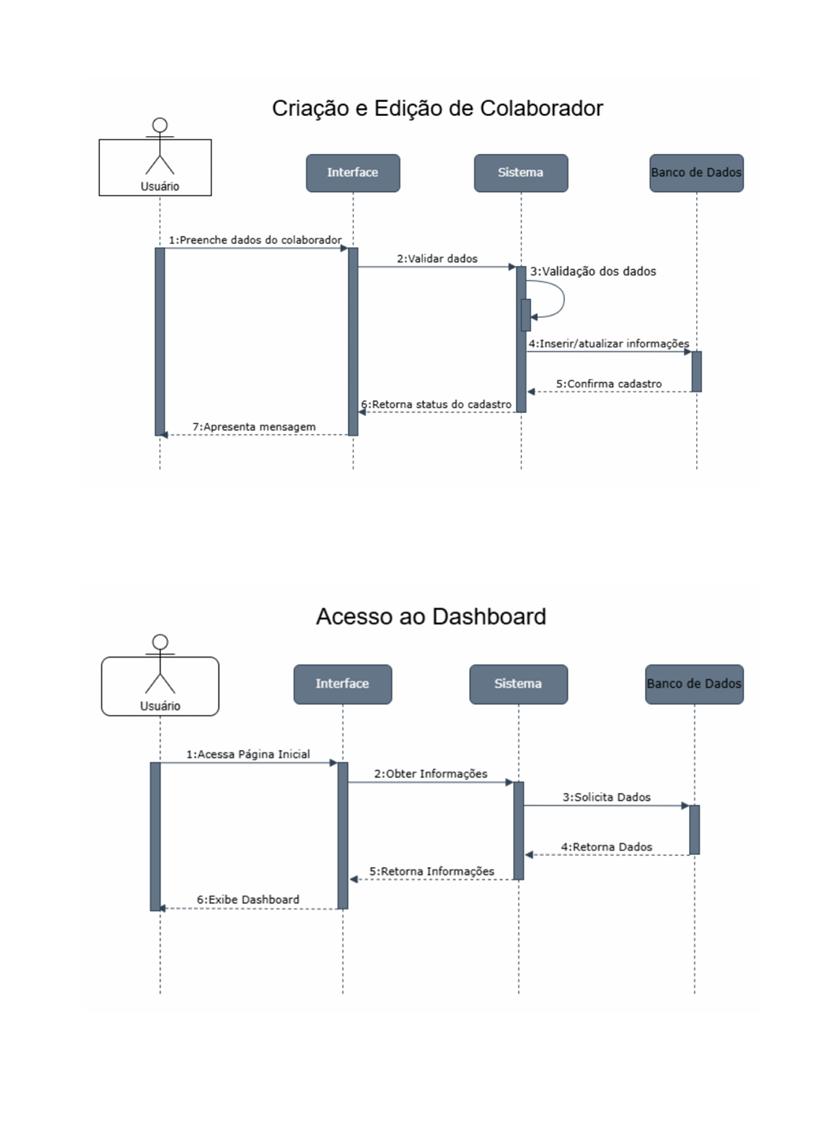 Criação e Edição de Colaborador
Usuário
Interface
Sistema
Banco de Dados
1:Preenche dados do colaborador
2:Validar dados
3:Validação dos dados
4:Inserir/atualizar informações
5:Confirma cadastro
6:Retorna status do cadastro
7:Apresenta mensagem
Acesso ao Dashboard
Usuário
Interface
Sistema
Banco de Dados
1:Acessa Página Inicial
2:Obter Informações
3:Solicita Dados
4:Retorna Dados
5:Retorna Informações
6:Exibe Dashboard